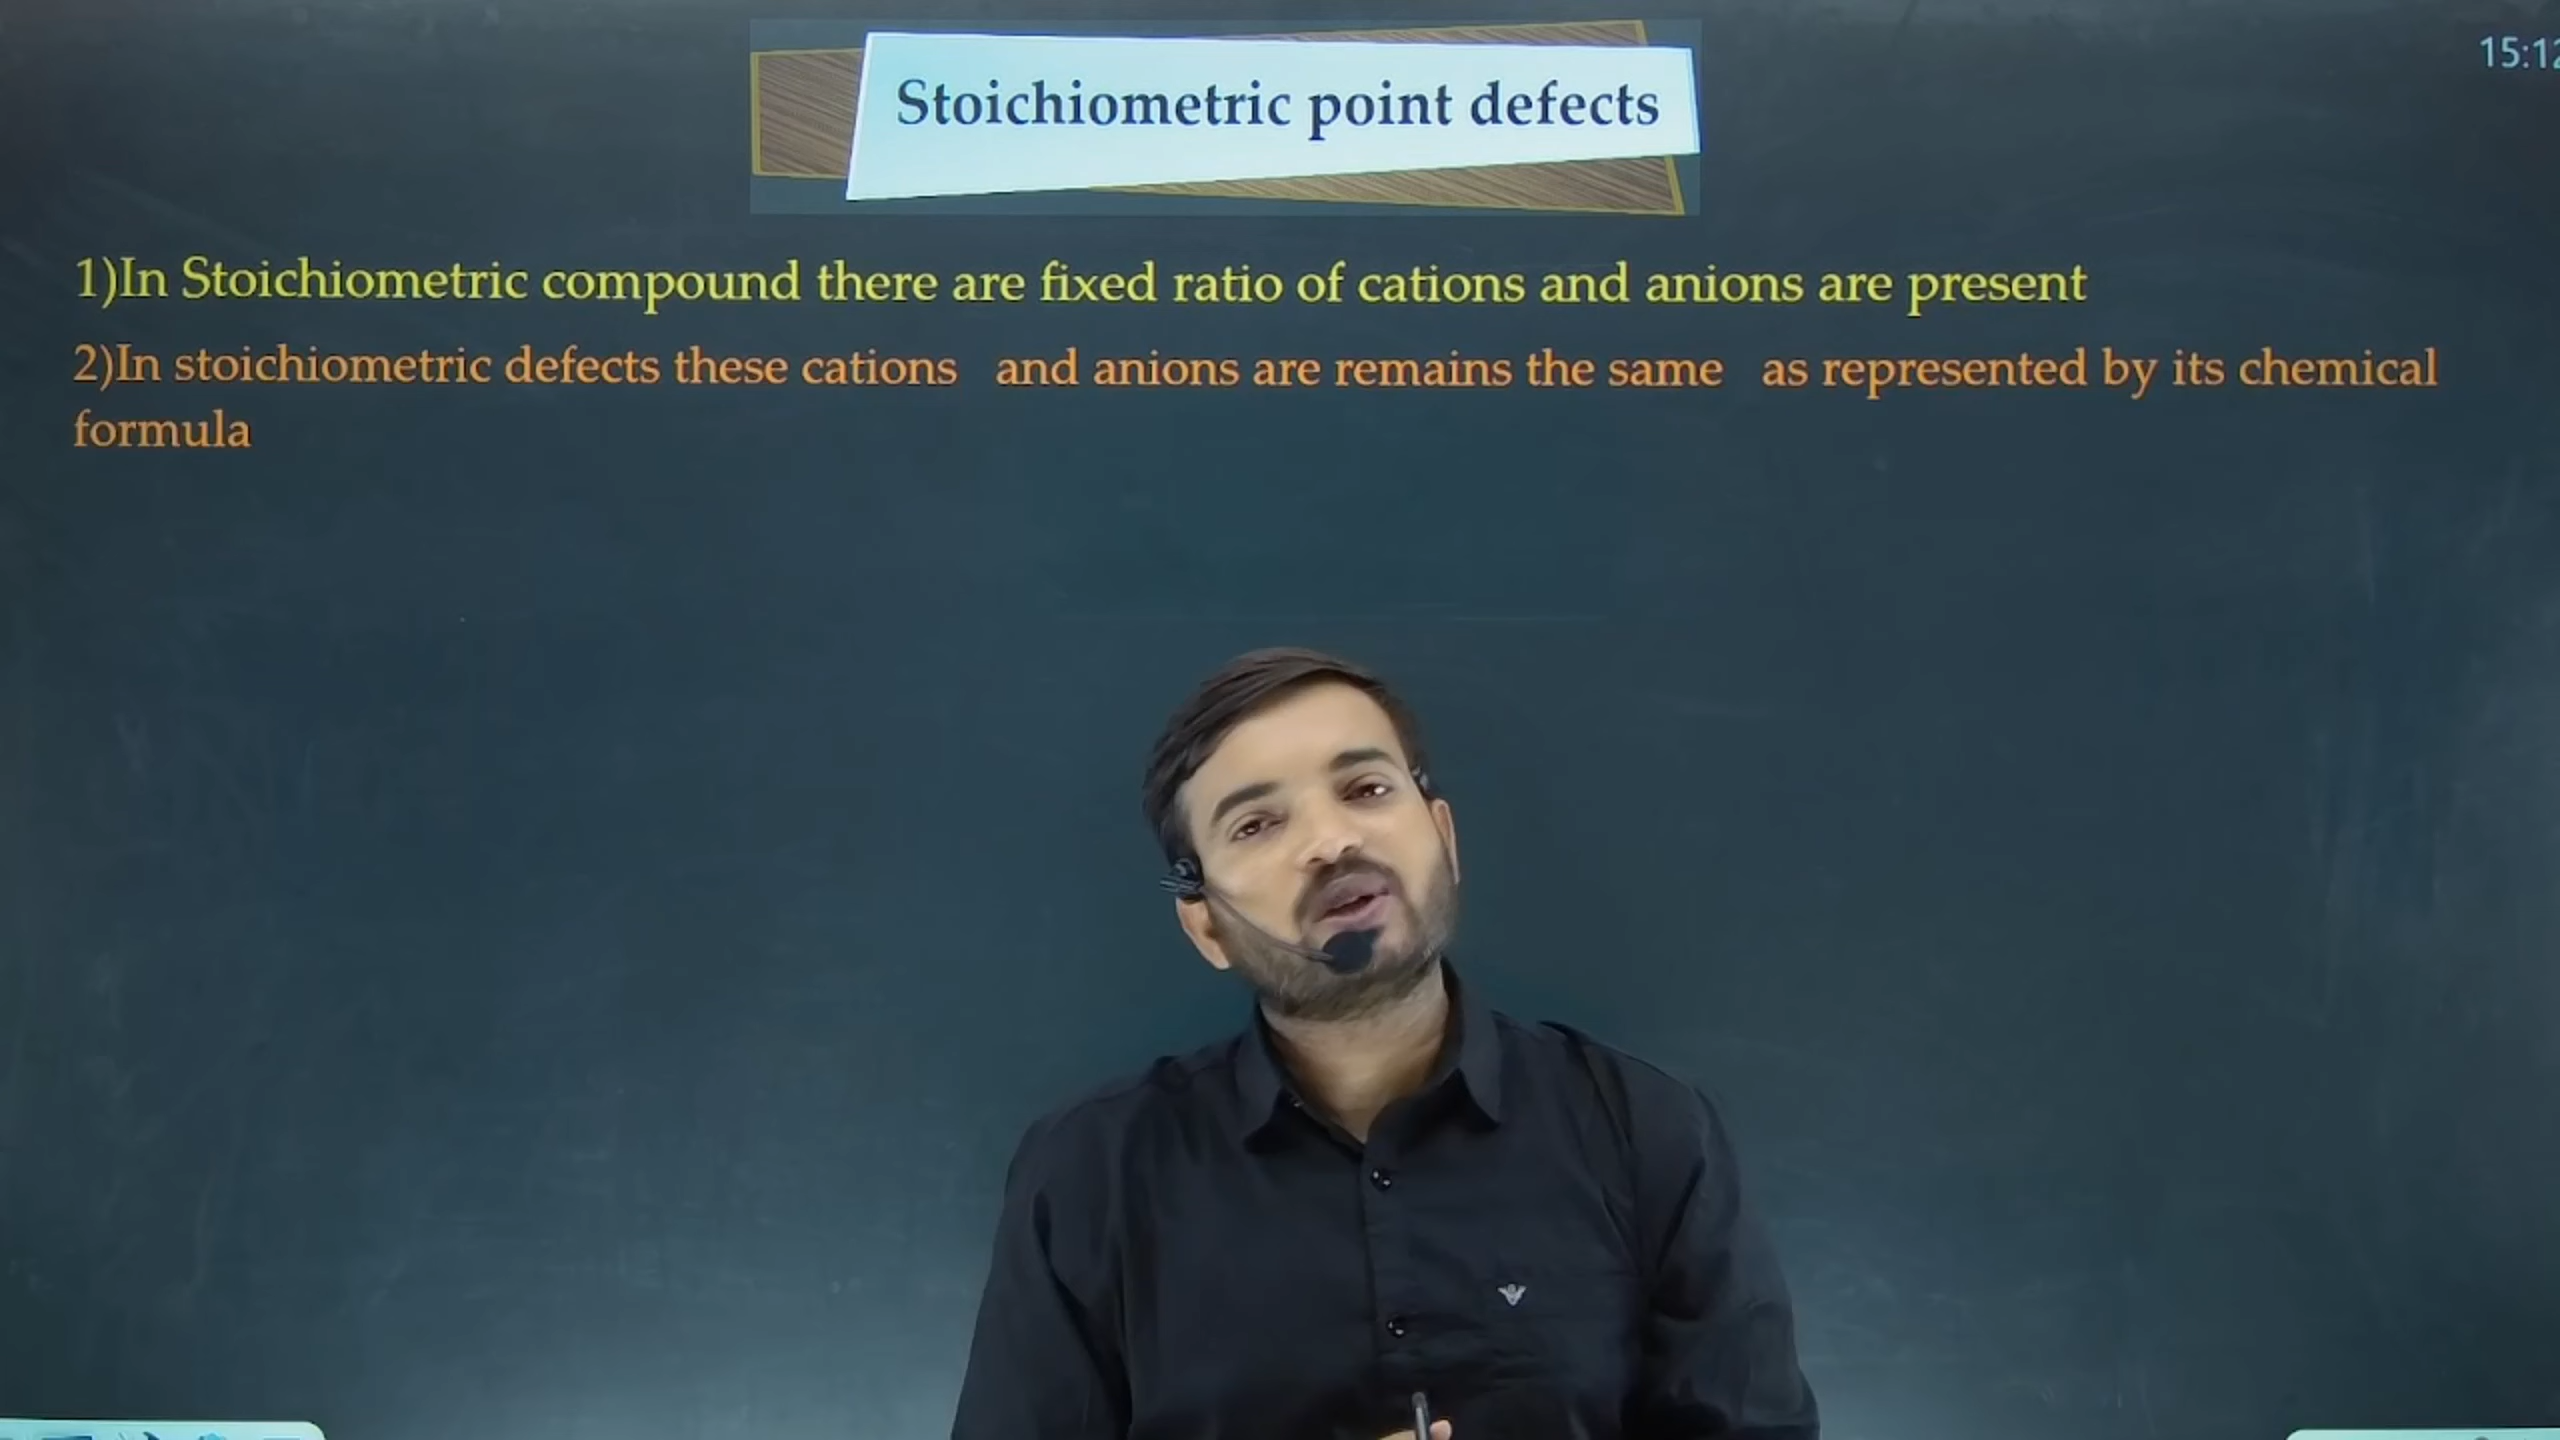 Stoichiometric point defects
15:12
1)In Stoichiometric compound there are fixed ratio of cations and anions are present
2)In stoichiometric defects these cations and anions are remains the same as represented by its chemical
formula